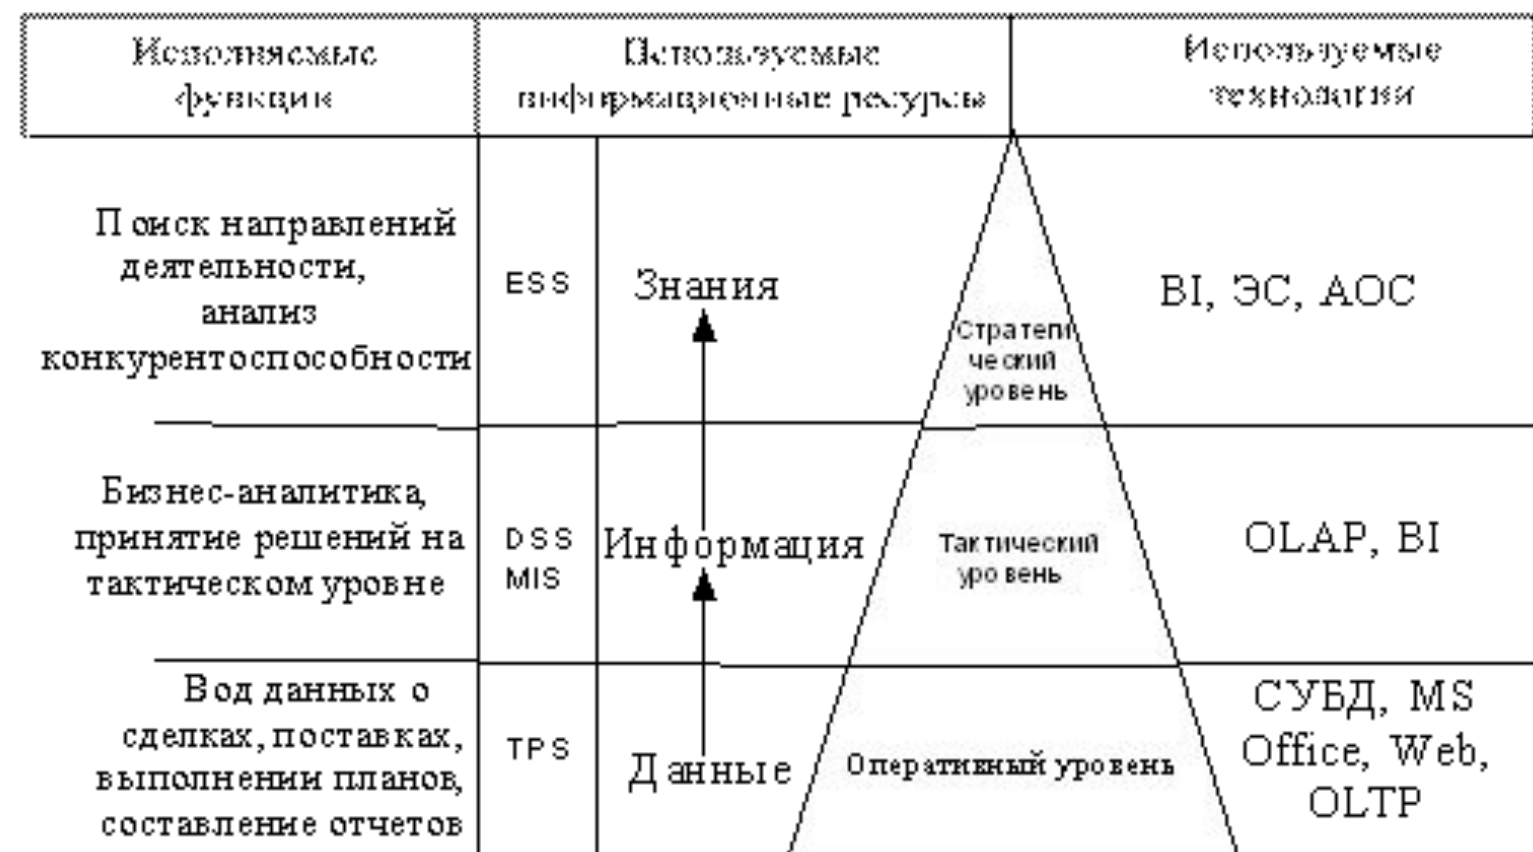 Исполняемые
функции
Используемые
информационные ресурсы
Используемые
технологии
Поиск направлений
деятельности,
анализ
конкурентоспособности
ESS
Знания
Стратеги
ческий
уровень
BI, ЭС, АОС
Бизнес-аналитика,
принятие решений на
тактическом уровне
DSS
MIS
Информация
Тактический
уровень
OLAP, BI
Вод данных о
сделках, поставках,
выполнении планов,
составление отчетов
TPS
Данные
Оперативный уровень
СУБД, MS
Office, Web,
OLTP